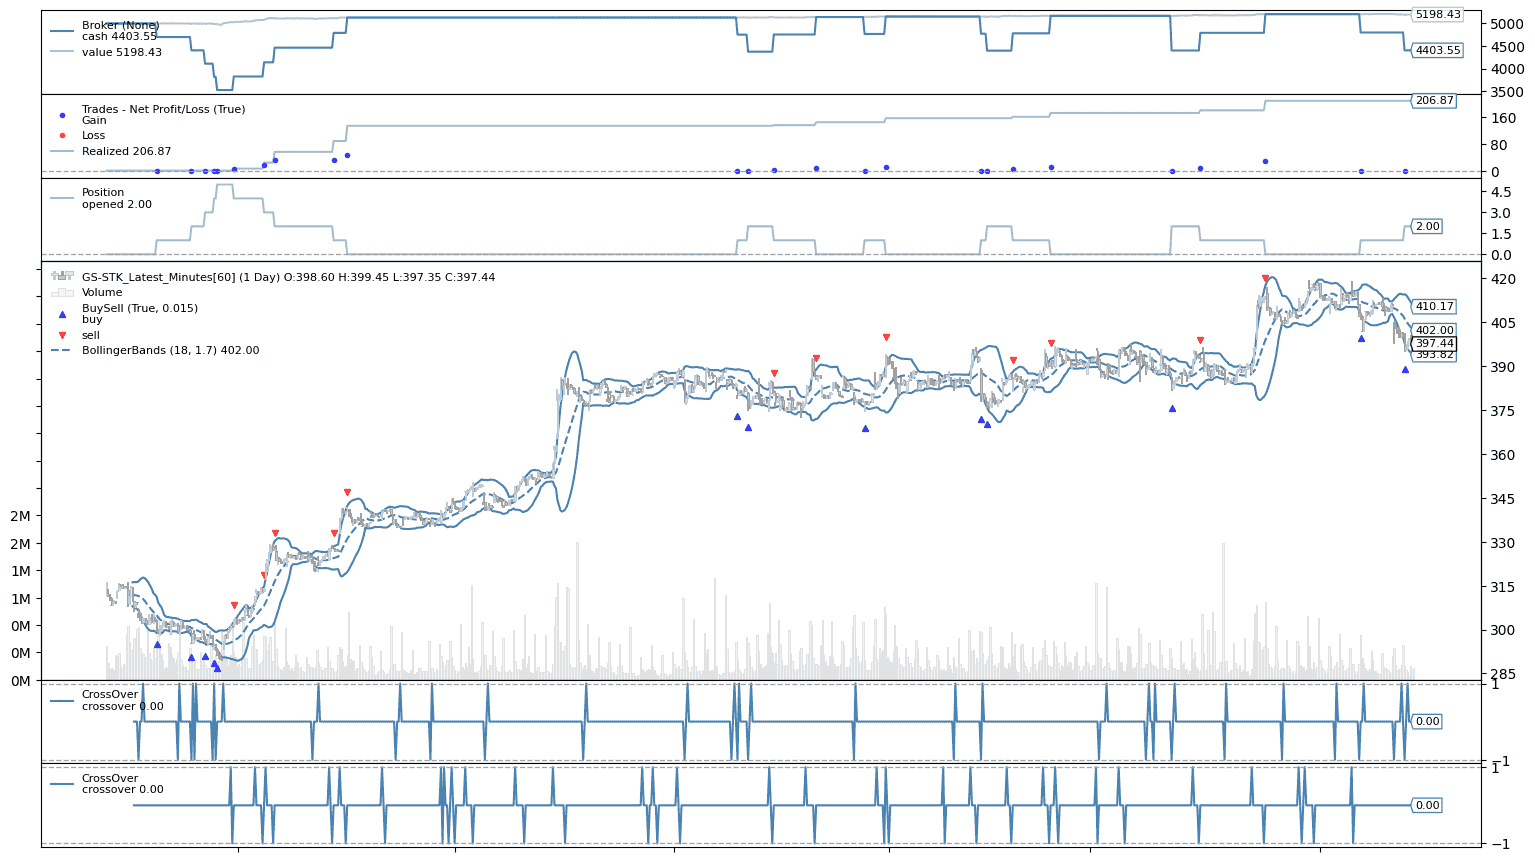 Broker (None)
cash 4403.55
value 5198.43
5198.43
5000
4500
4403.55
4000
3500
Trades - Net Profit/Loss (True)
Gain
Loss
Realized 206.87
206.87
160
80
0
Position
opened 2.00
4.5
3.0
2.00
1.5
0.0
GS-STK_Latest_Minutes[60] (1 Day) O:398.60 H:399.45 L:397.35 C:397.44
Volume
BuySell (True, 0.015)
buy
sell
BollingerBands (18, 1.7) 402.00
420
410.17
405
402.00
397.44
393.82
390
375
360
345
330
315
300
285
2M
2M
1M
1M
0M
0M
0M
CrossOver
crossover 0.00
1
0.00
−1
CrossOver
crossover 0.00
1
0.00
−1